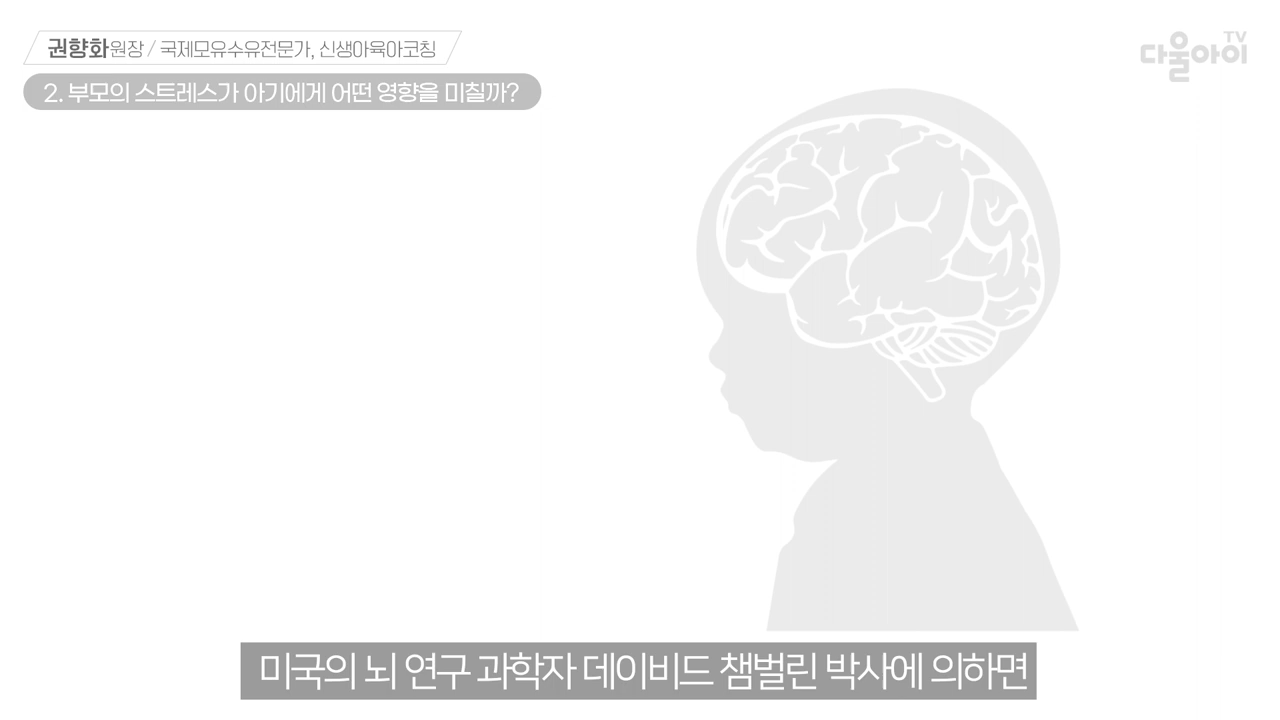 권향화원장 / 국제모유수유전문가, 신생아육아코칭
2. 부모의 스트레스가 아기에게 어떤 영향을 미칠까?
다울아이 TV
미국의 뇌 연구 과학자 데이비드 챔벌린 박사에 의하면